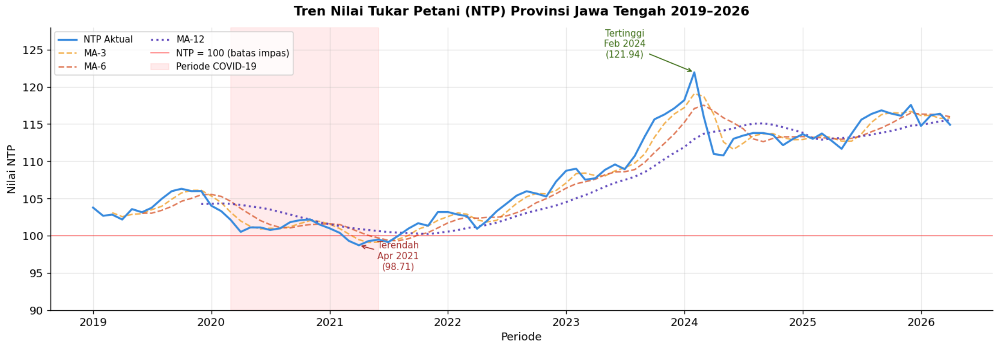 Tren Nilai Tukar Petani (NTP) Provinsi Jawa Tengah 2019–2026
NTP Aktual
MA-3
MA-6
MA-12
NTP = 100 (batas impas)
Periode COVID-19
Tertinggi
Feb 2024
(121.94)
Terendah
Apr 2021
(98.71)
Nilai NTP
125
120
115
110
105
100
95
90
2019
2020
2021
2022
2023
2024
2025
2026
Periode